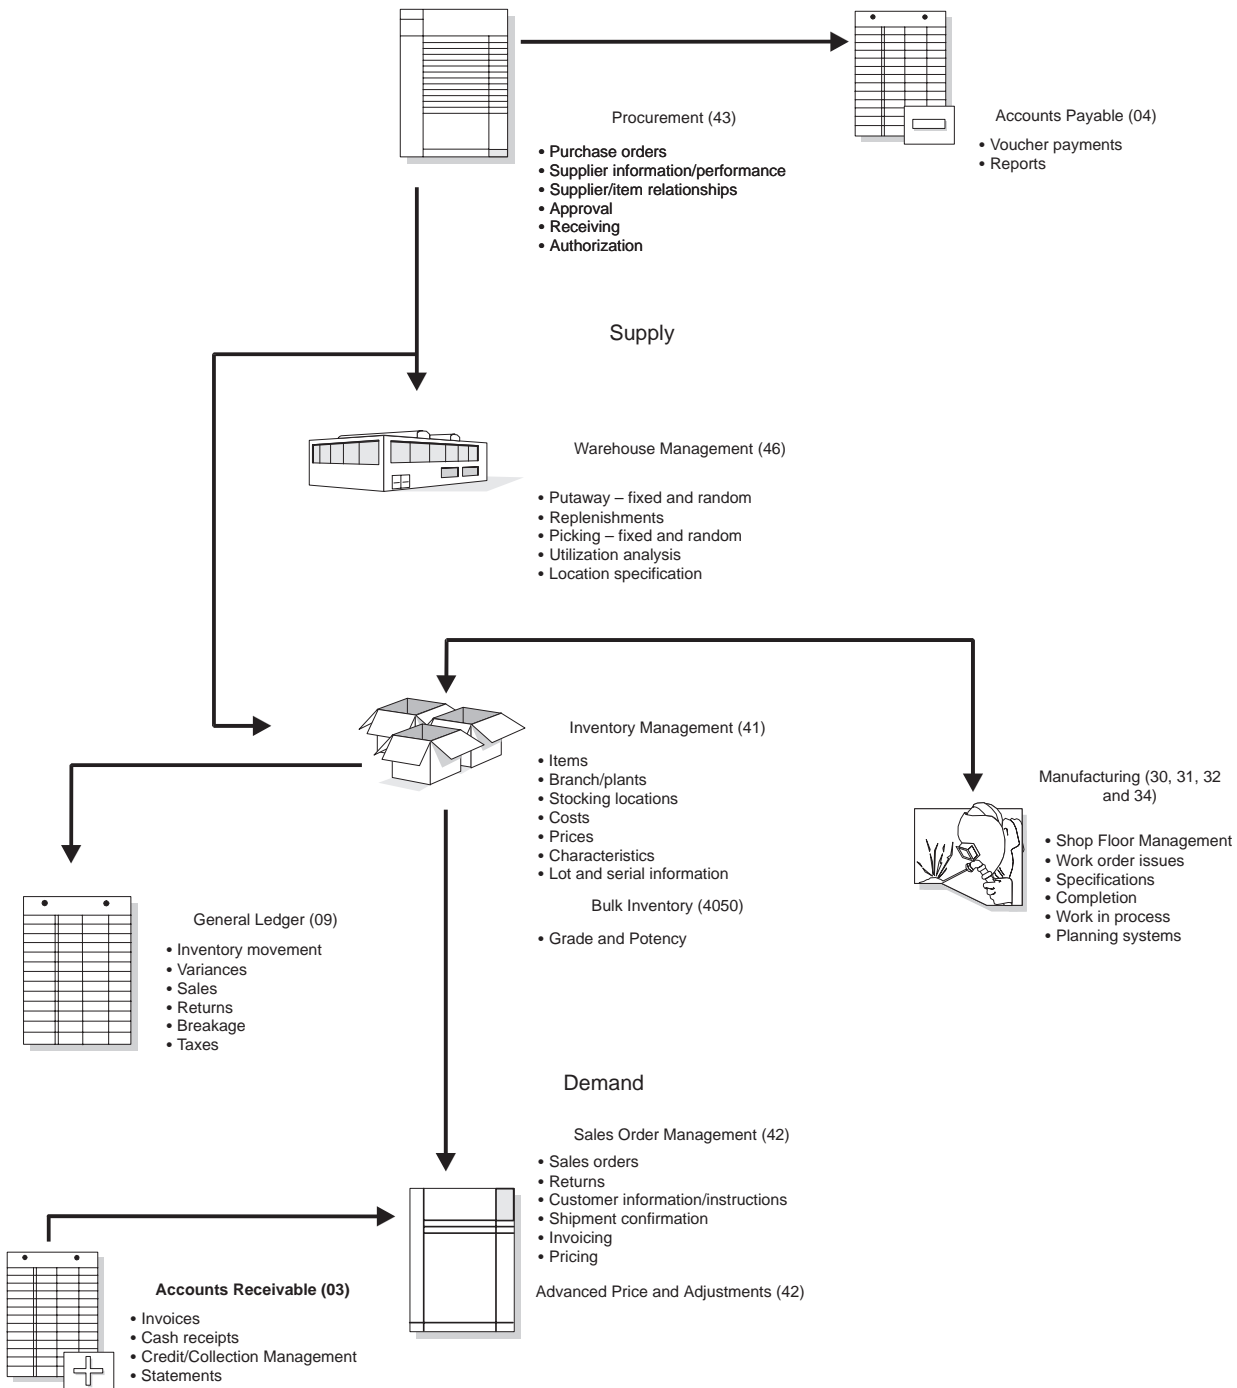 Procurement (43)
• Purchase orders
• Supplier information/performance
• Supplier/item relationships
• Approval
• Receiving
• Authorization
Accounts Payable (04)
• Voucher payments
• Reports
Supply
Warehouse Management (46)
• Putaway – fixed and random
• Replenishments
• Picking – fixed and random
• Utilization analysis
• Location specification
Inventory Management (41)
• Items
• Branch/plants
• Stocking locations
• Costs
• Prices
• Characteristics
• Lot and serial information
Bulk Inventory (4050)
• Grade and Potency
Manufacturing (30, 31, 32
and 34)
• Shop Floor Management
• Work order issues
• Specifications
• Completion
• Work in process
• Planning systems
General Ledger (09)
• Inventory movement
• Variances
• Sales
• Returns
• Breakage
• Taxes
Demand
Sales Order Management (42)
• Sales orders
• Returns
• Customer information/instructions
• Shipment confirmation
• Invoicing
• Pricing
Advanced Price and Adjustments (42)
Accounts Receivable (03)
• Invoices
• Cash receipts
• Credit/Collection Management
• Statements